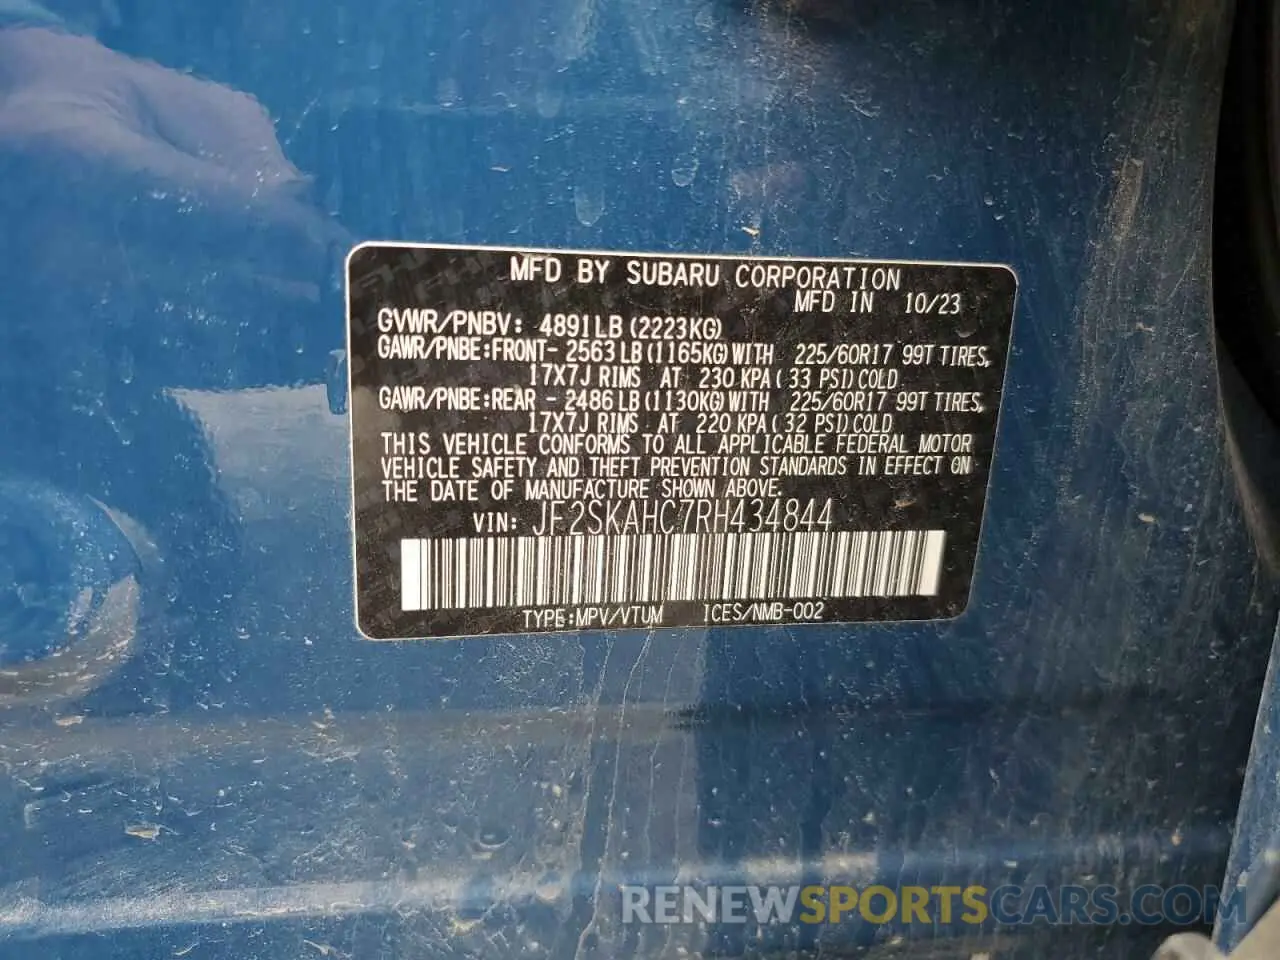 MFD BY SUBARU CORPORATION
MFD IN 10/23
GVWR/PNBV: 4891LB(2223KG)
GAWR/PNBE:FRONT- 2563LB(1165KG)WITH 225/60R17 99T TIRES,
17X7J RIMS AT 230 KPA( 33 PSI)COLD
GAWR/PNBE:REAR - 2486LB(1130KG)WITH 225/60R17 99T TIRES,
17X7J RIMS AT 220 KPA( 32 PSI)COLD
THIS VEHICLE CONFORMS TO ALL APPLICABLE FEDERAL MOTOR
VEHICLE SAFETY AND THEFT PREVENTION STANDARDS IN EFFECT ON
THE DATE OF MANUFACTURE SHOWN ABOVE.
VIN: JF2SKAHC7RH434844
TYPE:MPV/VTUM ICES/NMB-002
RENEWSPORTSCARS.COM